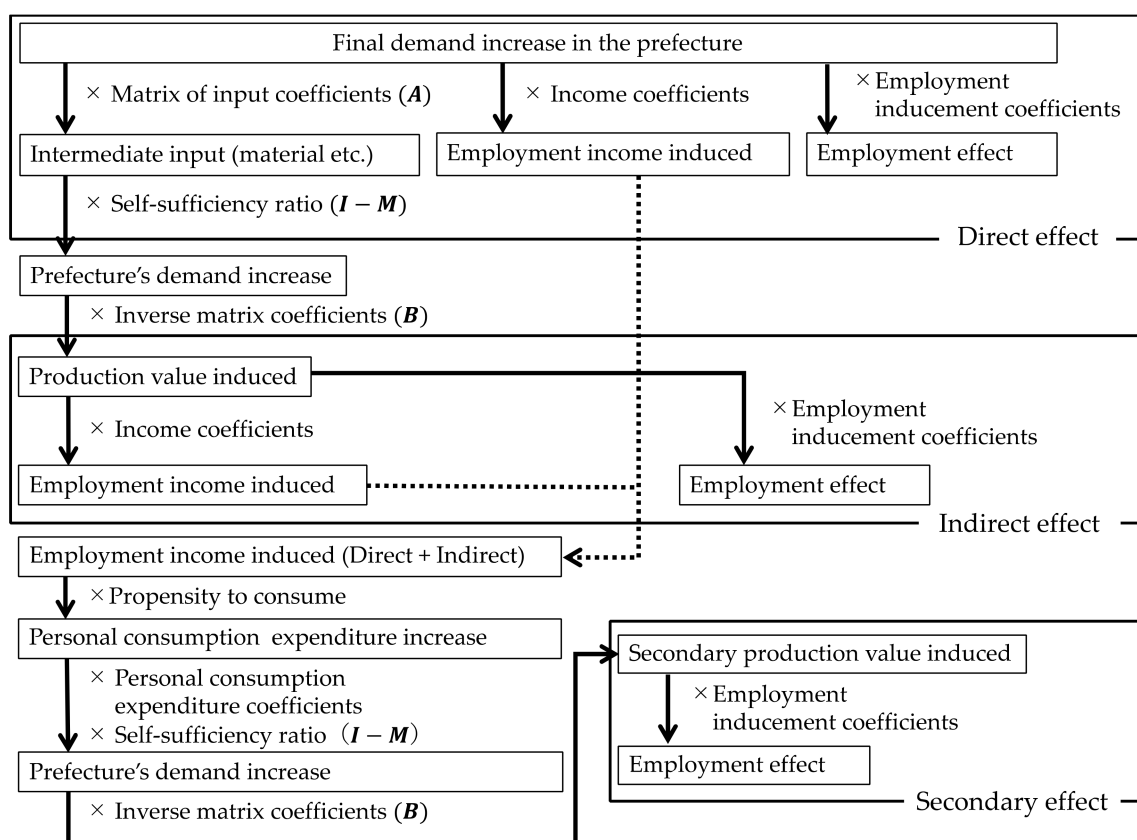 Final demand increase in the prefecture
× Matrix of input coefficients (A)
× Income coefficients
× Employment
inducement coefficients
Intermediate input (material etc.)
Employment income induced
Employment effect
× Self-sufficiency ratio (I − M)
Direct effect
Prefecture’s demand increase
× Inverse matrix coefficients (B)
Production value induced
× Income coefficients
× Employment
inducement coefficients
Employment income induced
Employment effect
Indirect effect
Employment income induced (Direct + Indirect)
× Propensity to consume
Personal consumption expenditure increase
× Personal consumption
expenditure coefficients
× Self-sufficiency ratio (I − M)
Prefecture’s demand increase
× Inverse matrix coefficients (B)
Secondary production value induced
× Employment
inducement coefficients
Employment effect
Secondary effect